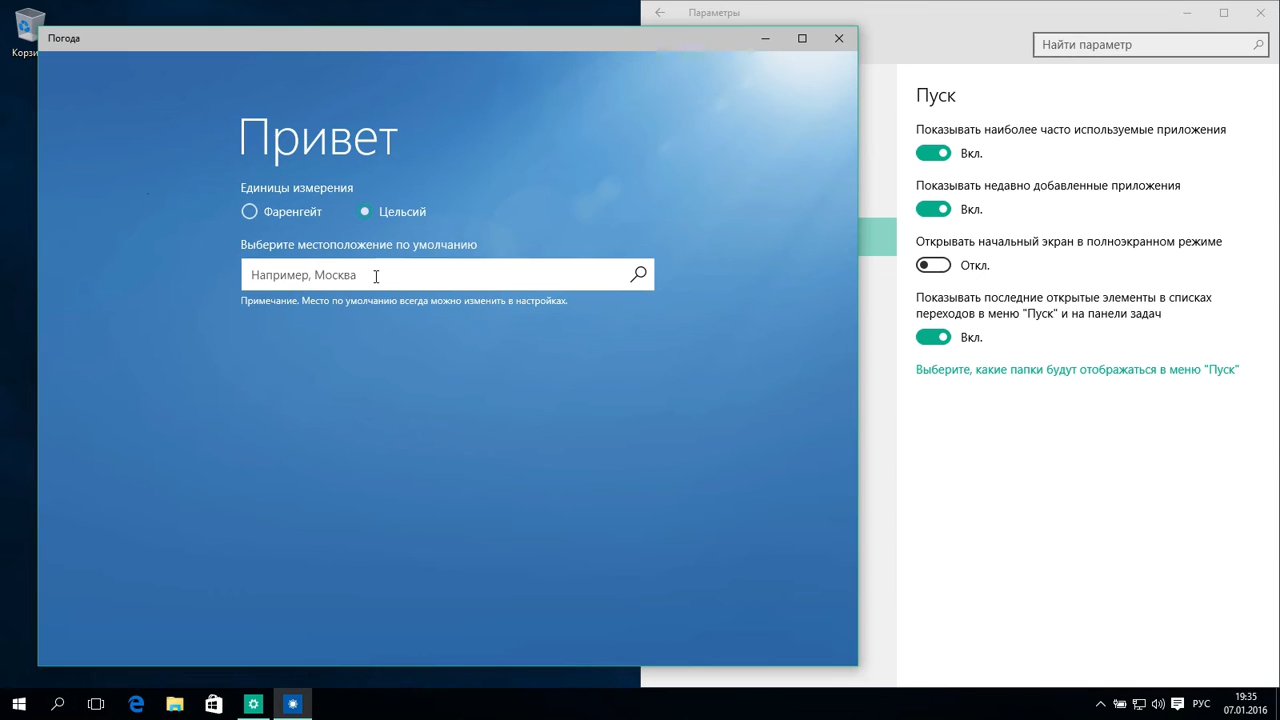 Параметры
Погода
Найти параметр
Привет
Единицы измерения
Фаренгейт
Цельсий
Выберите местоположение по умолчанию
Например, Москва
Примечание. Место по умолчанию всегда можно изменить в настройках.
Пуск
Показывать наиболее часто используемые приложения
Вкл.
Показывать недавно добавленные приложения
Вкл.
Открывать начальный экран в полноэкранном режиме
Откл.
Показывать последние открытые элементы в списках
переходов в меню "Пуск" и на панели задач
Вкл.
Выберите, какие папки будут отображаться в меню "Пуск"
РУС
19:35
07.01.2016